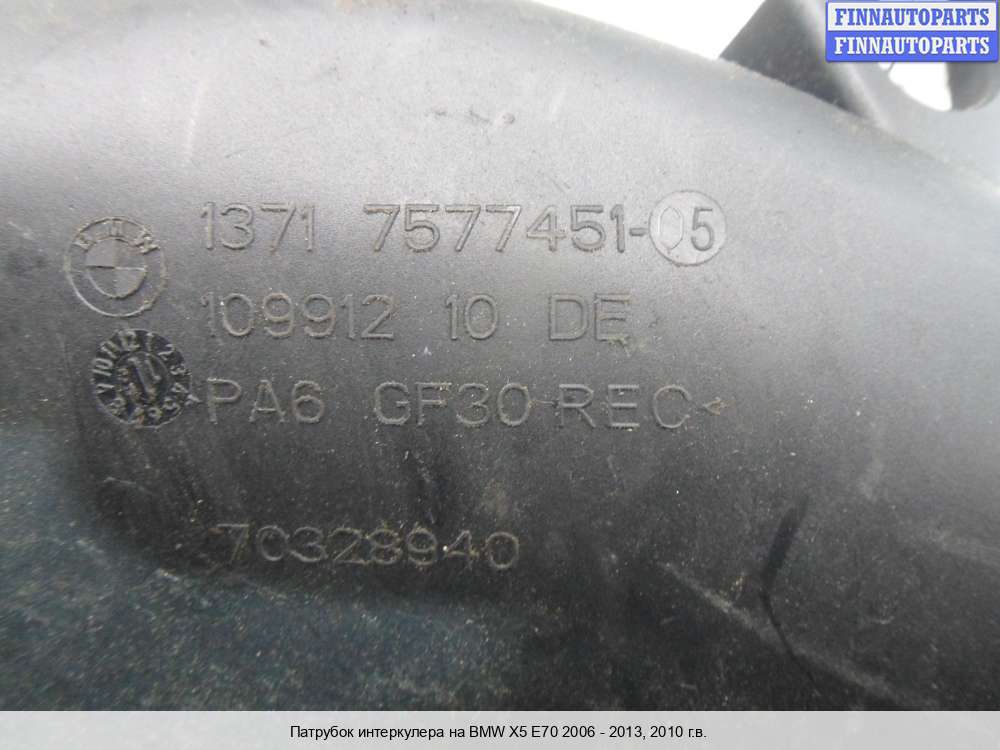 FINNAUTOPARTS
FINNAUTOPARTS
1371 7577451-05
BMW
109912 10 DE
>PA6 GF30 REC<
70328940
Патрубок интеркулера на BMW X5 E70 2006 - 2013, 2010 г.в.